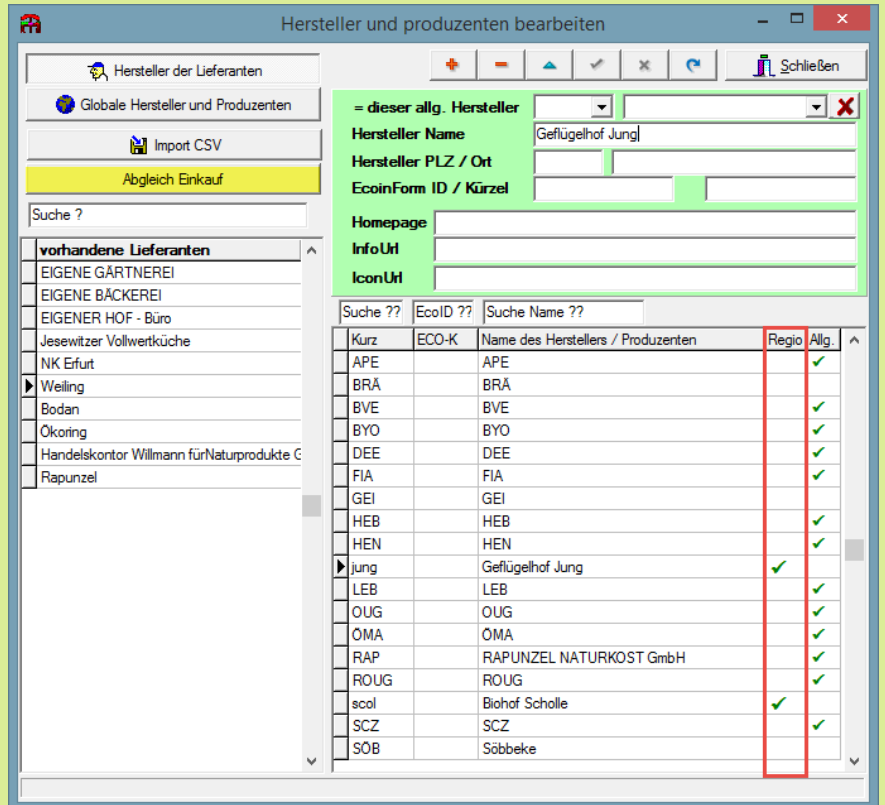 Hersteller und produzenten bearbeiten
Hersteller der Lieferanten
Schließen
Globale Hersteller und Produzenten
Import CSV
Abgleich Einkauf
Suche ?
= dieser allg. Hersteller
Hersteller Name Geflügelhof Jung
Hersteller PLZ / Ort
EcoinForm ID / Kürzel
Homepage
InfoUrl
IconUrl
vorhandene Lieferanten
EIGENE GÄRTNEREI
EIGENE BÄCKEREI
EIGENER HOF - Büro
Jesewitzer Vollwertküche
NK Erfurt
Weiling
Bodan
Ökoring
Handelskontor Willmann fürNaturprodukte G
Rapunzel
Suche ?? EcoID ?? Suche Name ??
Kurz ECO-K Name des Herstellers / Produzenten Regio Allg.
APE APE ✔
BRÄ BRÄ
BVE BVE ✔
BYO BYO ✔
DEE DEE ✔
FIA FIA ✔
GEI GEI
HEB HEB ✔
HEN HEN ✔
jung Geflügelhof Jung ✔
LEB LEB ✔
OUG OUG ✔
ÖMA ÖMA ✔
RAP RAPUNZEL NATURKOST GmbH ✔
ROUG ROUG ✔
scol Biohof Scholle ✔
SCZ SCZ ✔
SÖB Söbbeke